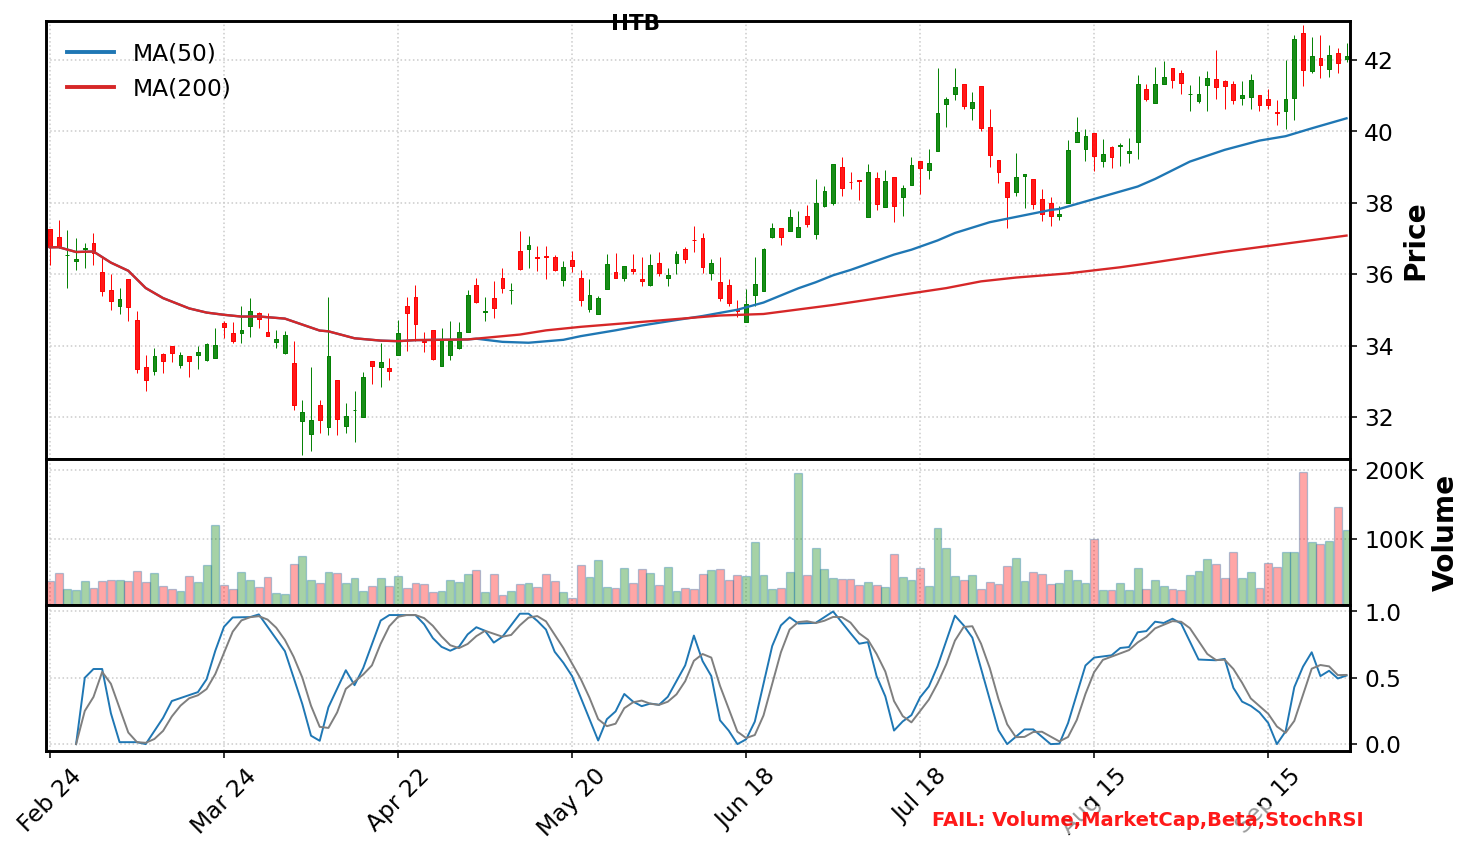 HTB
MA(50)
MA(200)
42
40
38
36
34
32
Price
200K
100K
Volume
1.0
0.5
0.0
Feb 24
Mar 24
Apr 22
May 20
Jun 18
Jul 18
Aug 15
Sep 15
FAIL: Volume,MarketCap,Beta,StochRSI